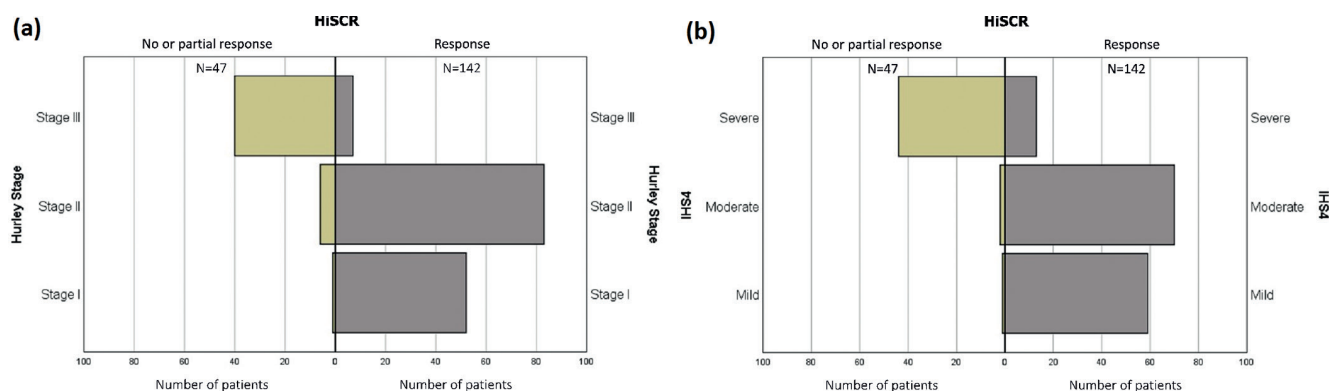 (a)
HiSCR
No or partial response
Response
N=47
N=142
Stage III
Stage III
Hurley Stage
Stage II
Stage II
Hurley Stage
Stage I
Stage I
100 80 60 40 20 0 20 40 60 80 100
Number of patients
Number of patients
(b)
HiSCR
No or partial response
Response
N=47
N=142
Severe
Severe
IHS4
Moderate
Moderate
IHS4
Mild
Mild
100 80 60 40 20 0 20 40 60 80 100
Number of patients
Number of patients